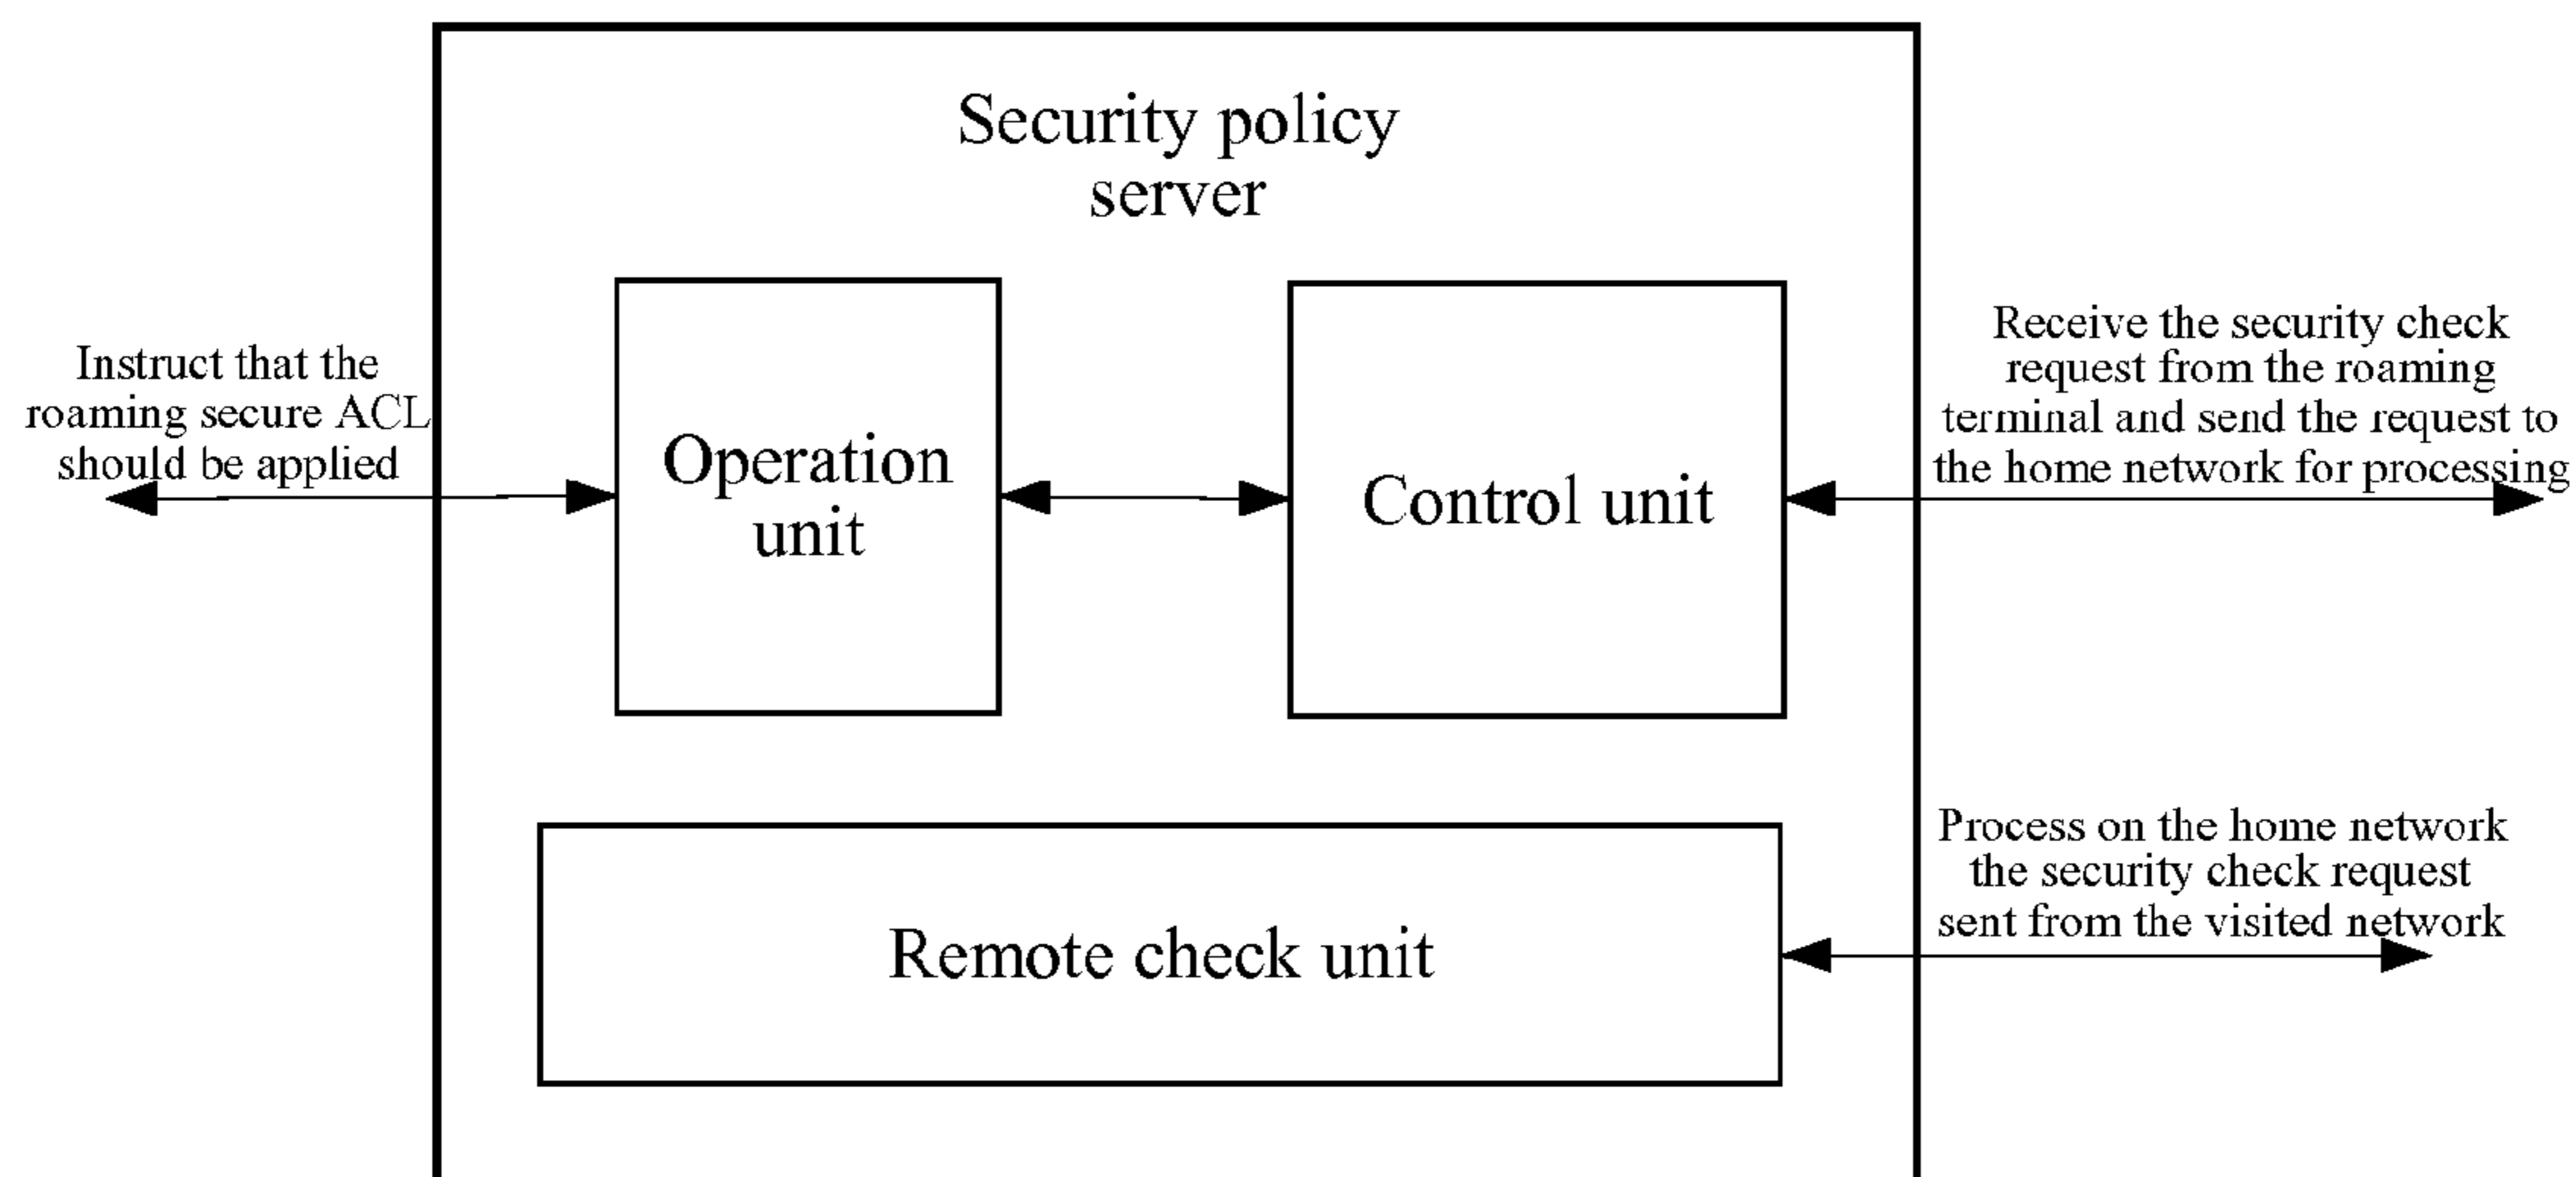 Security policy
server
Instruct that the
roaming secure ACL
should be applied
Operation
unit
Control unit
Receive the security check
request from the roaming
terminal and send the request to
the home network for processing
Remote check unit
Process on the home network
the security check request
sent from the visited network